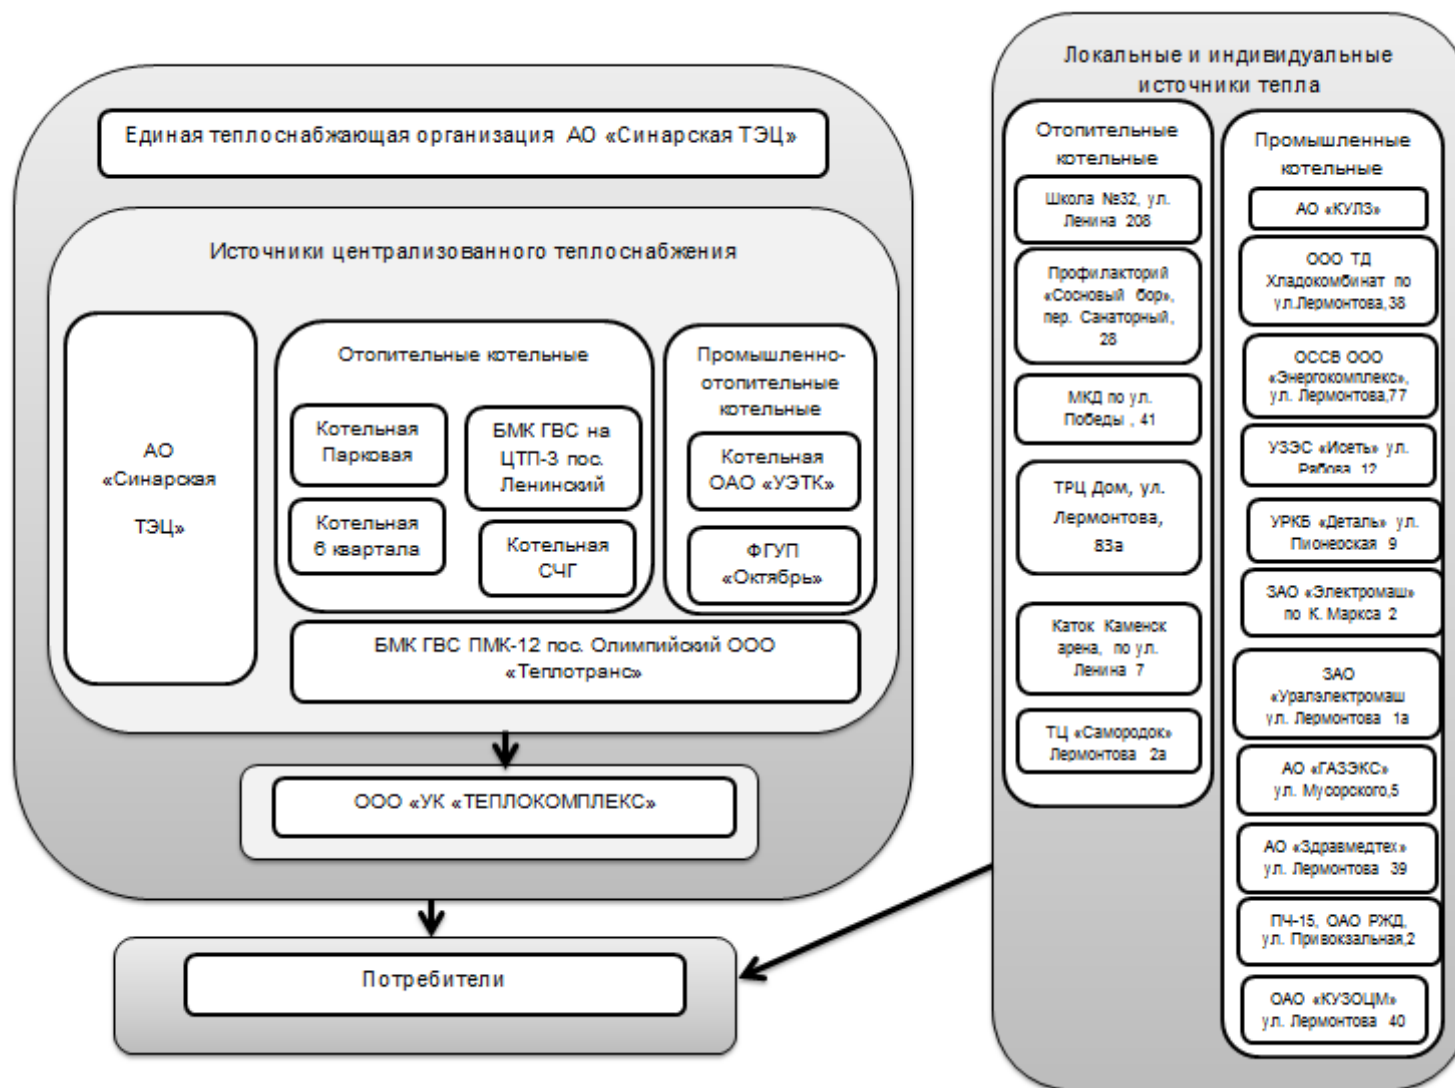 Единая теплоснабжающая организация АО «Синарская ТЭЦ»
Источники централизованного теплоснабжения
АО
«Синарская
ТЭЦ»
Отопительные котельные
Котельная
Парковая
БМК ГВС на
ЦТП-3 пос.
Ленинский
Котельная
6 квартала
Котельная
СЧГ
Промышленно-
отопительные
котельные
Котельная
ОАО «УЭТК»
ФГУП
«Октябрь»
БМК ГВС ПМК-12 пос. Олимпийский ООО
«Теплотранс»
ООО «УК «ТЕПЛОКОМПЛЕКС»
Потребители
Локальные и индивидуальные
источники тепла
Отопительные
котельные
Школа №32, ул.
Ленина 208
Профилакторий
«Сосновый бор»,
пер. Санаторный,
28
МКД по ул.
Победы , 41
ТРЦ Дом, ул.
Лермонтова,
83а
Каток Каменск
арена, по ул.
Ленина 7
ТЦ «Самородок»
Лермонтова 2а
Промышленные
котельные
АО «КУЛЗ»
ООО ТД
Хладокомбинат по
ул.Лермонтова,38
ОССВ ООО
«Энергокомплекс»,
ул. Лермонтова,77
УЗЭС «Исеть» ул.
Рябова 12
УРКБ «Деталь» ул.
Пионерская 9
ЗАО «Электромаш»
по К. Маркса 2
ЗАО
«Уралэлектромаш
ул. Лермонтова 1а
АО «ГАЗЭКС»
ул. Мусорского,5
АО «Здравмедтех»
ул. Лермонтова 39
ПЧ-15, ОАО РЖД,
ул. Привокзальная,2
ОАО «КУЗОЦМ»
ул. Лермонтова 40